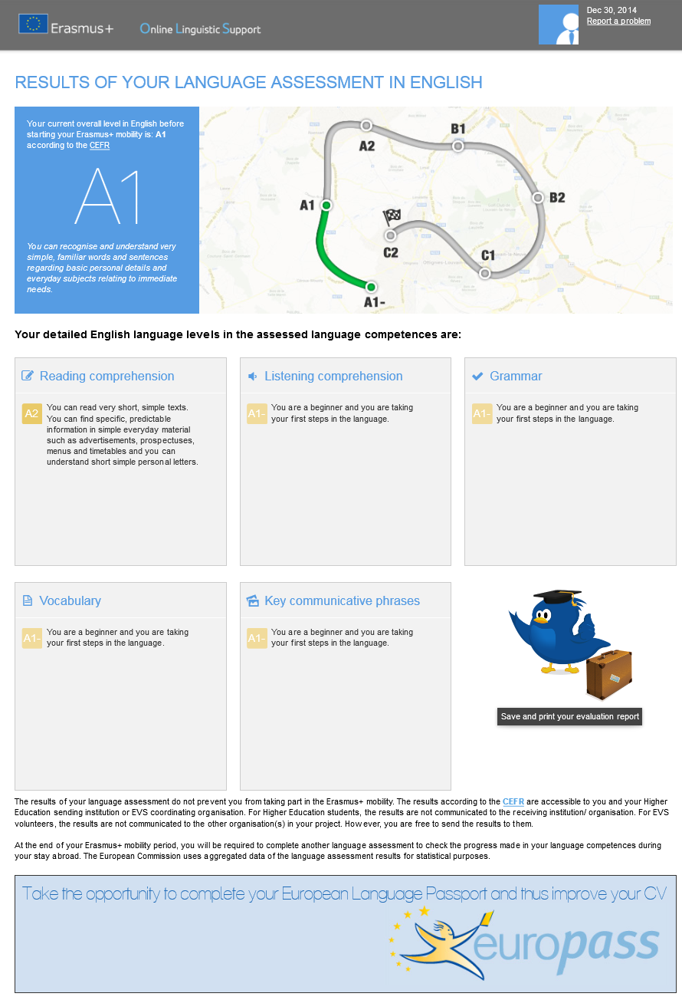 Erasmus+
Online Linguistic Support
Dec 30, 2014
Report a problem
RESULTS OF YOUR LANGUAGE ASSESSMENT IN ENGLISH
Your current overall level in English before
starting your Erasmus+ mobility is: A1
according to the CEFR
A1
You can recognise and understand very
simple, familiar words and sentences
regarding basic personal details and
everyday subjects relating to immediate
needs.
A2
B1
B2
A1
C2
C1
A1-
Your detailed English language levels in the assessed language competences are:
Reading comprehension
A2
You can read very short, simple texts.
You can find specific, predictable
information in simple everyday material
such as advertisements, prospectuses,
menus and timetables and you can
understand short simple personal letters.
Listening comprehension
A1-
You are a beginner and you are taking
your first steps in the language.
Grammar
A1-
You are a beginner and you are taking
your first steps in the language.
Vocabulary
A1-
You are a beginner and you are taking
your first steps in the language.
Key communicative phrases
A1-
You are a beginner and you are taking
your first steps in the language.
Save and print your evaluation report
The results of your language assessment do not prevent you from taking part in the Erasmus+ mobility. The results according to the CEFR are accessible to you and your Higher
Education sending institution or EVS coordinating organisation. For Higher Education students, the results are not communicated to the receiving institution/ organisation. For EVS
volunteers, the results are not communicated to the other organisation(s) in your project. However, you are free to send the results to them.
At the end of your Erasmus+ mobility period, you will be required to complete another language assessment to check the progress made in your language competences during
your stay abroad. The European Commission uses aggregated data of the language assessment results for statistical purposes.
Take the opportunity to complete your European Language Passport and thus improve your CV
europass